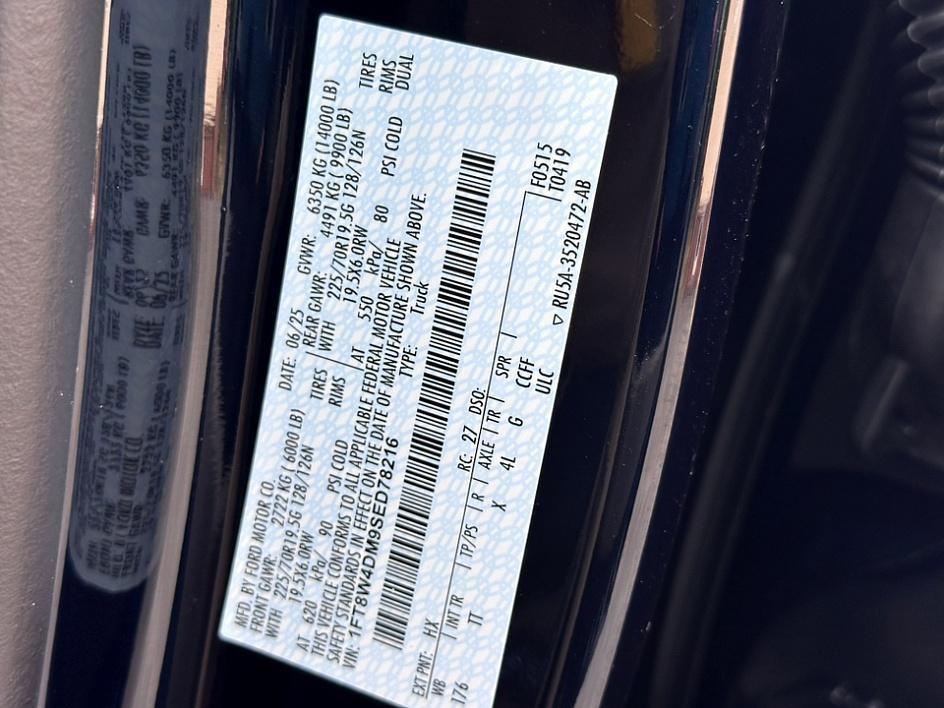 MFD. BY FORD MOTOR CO.
DATE: 06/25 GVWR: 6350 KG (14000 LB)
FRONT GAWR: 2722 KG ( 6000 LB)
REAR GAWR: 4491 KG ( 9900 LB)
WITH 225/70R19.5G 128/126N TIRES
WITH 225/70R19.5G 128/126N TIRES
19.5X6.0RW RIMS
19.5X6.0RW RIMS
AT 620 kPa/ 90 PSI COLD
AT 550 kPa/ 80 PSI COLD DUAL
THIS VEHICLE CONFORMS TO ALL APPLICABLE FEDERAL MOTOR VEHICLE
SAFETY STANDARDS IN EFFECT ON THE DATE OF MANUFACTURE SHOWN ABOVE.
VIN: 1FT8W4DM9SED78216 TYPE: Truck
EXT PNT: HX RC: 27 DSO: F0515
WB INT TR TP/PS R AXLE TR SPR T0419
176 TT X 4L G CCFF
ULC ▽ RU5A-3520472-AB